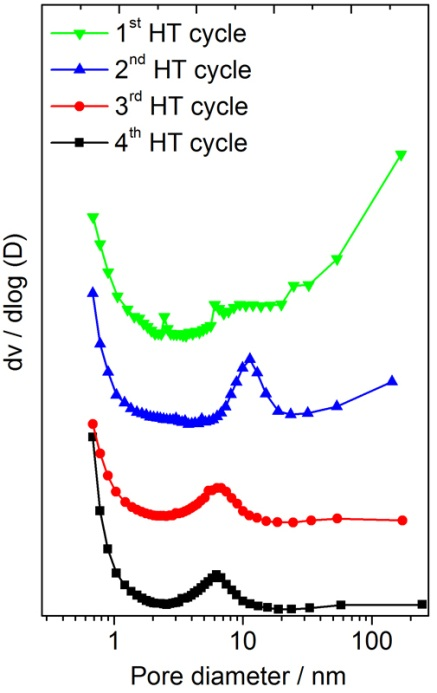 1st HT cycle
2nd HT cycle
3rd HT cycle
4th HT cycle
dv / dlog (D)
1 10 100
Pore diameter / nm